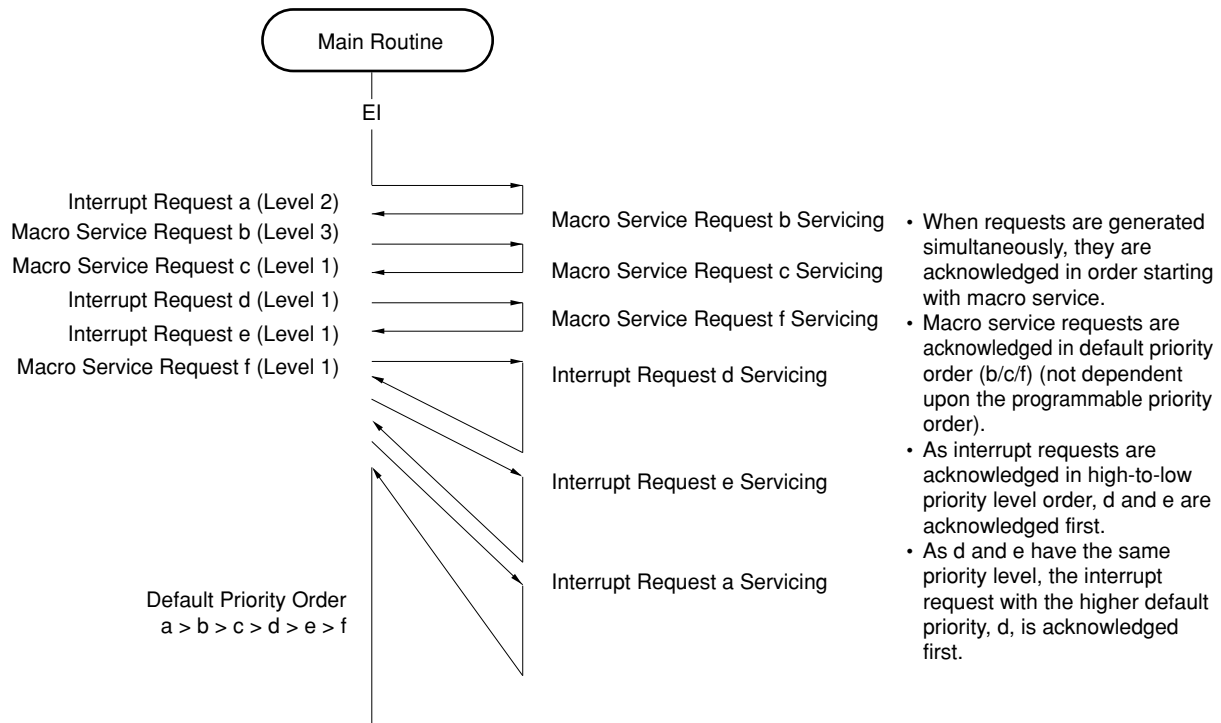 Main Routine
EI
Interrupt Request a (Level 2)
Macro Service Request b (Level 3)
Macro Service Request c (Level 1)
Interrupt Request d (Level 1)
Interrupt Request e (Level 1)
Macro Service Request f (Level 1)
Default Priority Order
a > b > c > d > e > f
Macro Service Request b Servicing
Macro Service Request c Servicing
Macro Service Request f Servicing
Interrupt Request d Servicing
Interrupt Request e Servicing
Interrupt Request a Servicing
• When requests are generated
simultaneously, they are
acknowledged in order starting
with macro service.
• Macro service requests are
acknowledged in default priority
order (b/c/f) (not dependent
upon the programmable priority
order).
• As interrupt requests are
acknowledged in high-to-low
priority level order, d and e are
acknowledged first.
• As d and e have the same
priority level, the interrupt
request with the higher default
priority, d, is acknowledged
first.